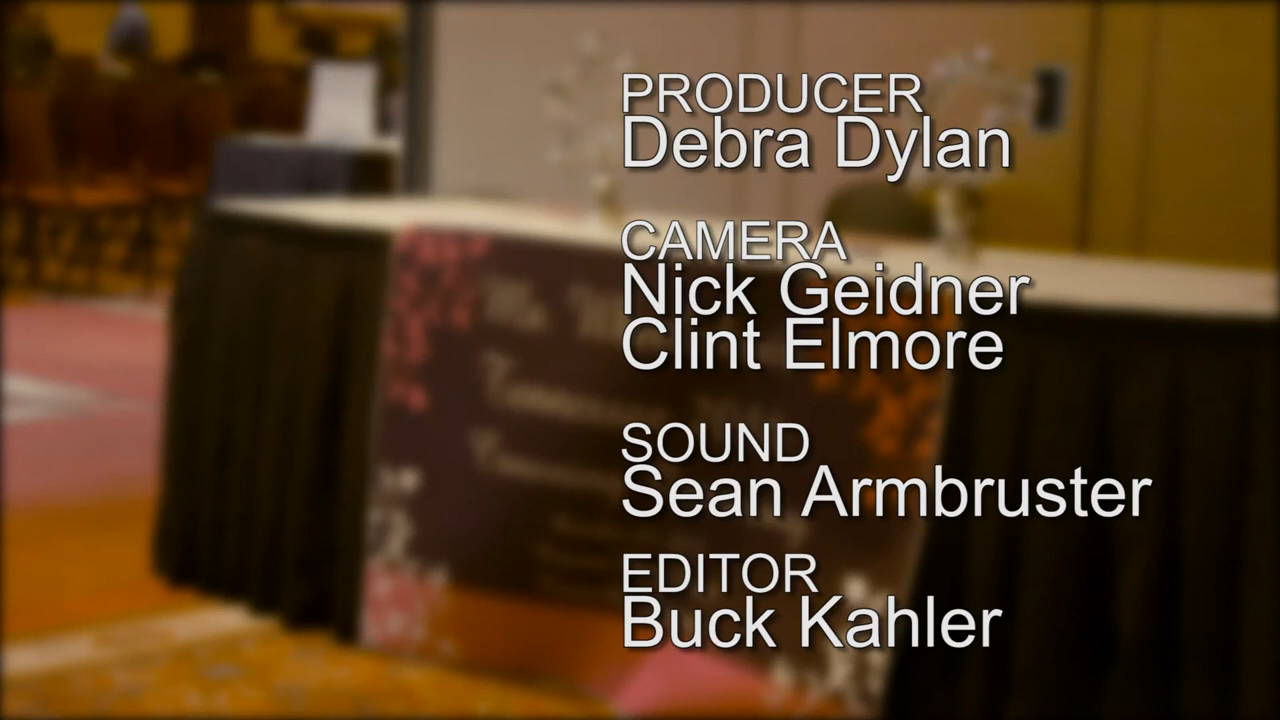 PRODUCER
Debra Dylan
CAMERA
Nick Geidner
Clint Elmore
SOUND
Sean Armbruster
EDITOR
Buck Kahler